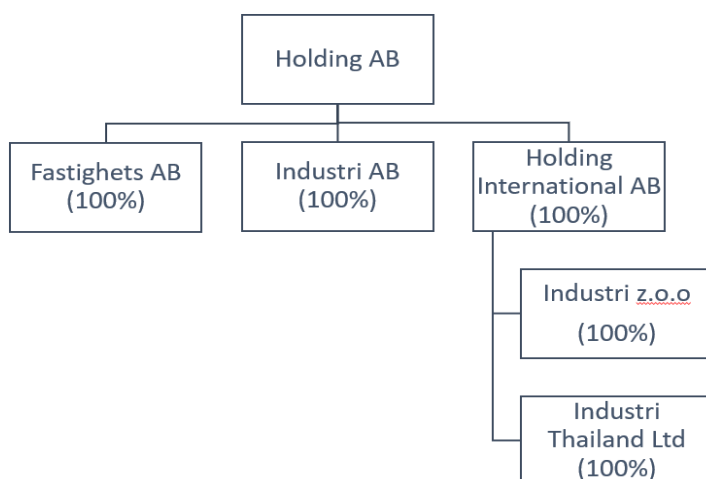 Holding AB
Fastighets AB
(100%)
Industri AB
(100%)
Holding
International AB
(100%)
Industri z.o.o
(100%)
Industri
Thailand Ltd
(100%)